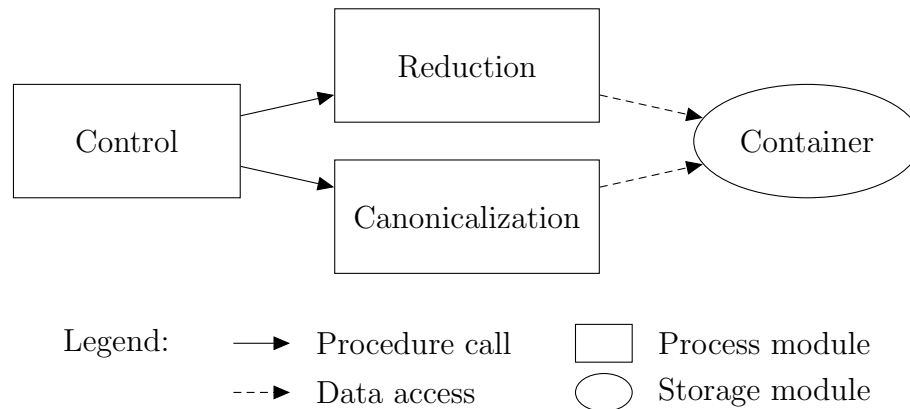 Reduction
Control
Container
Canonicalization
Legend:
Procedure call
Process module
Data access
Storage module